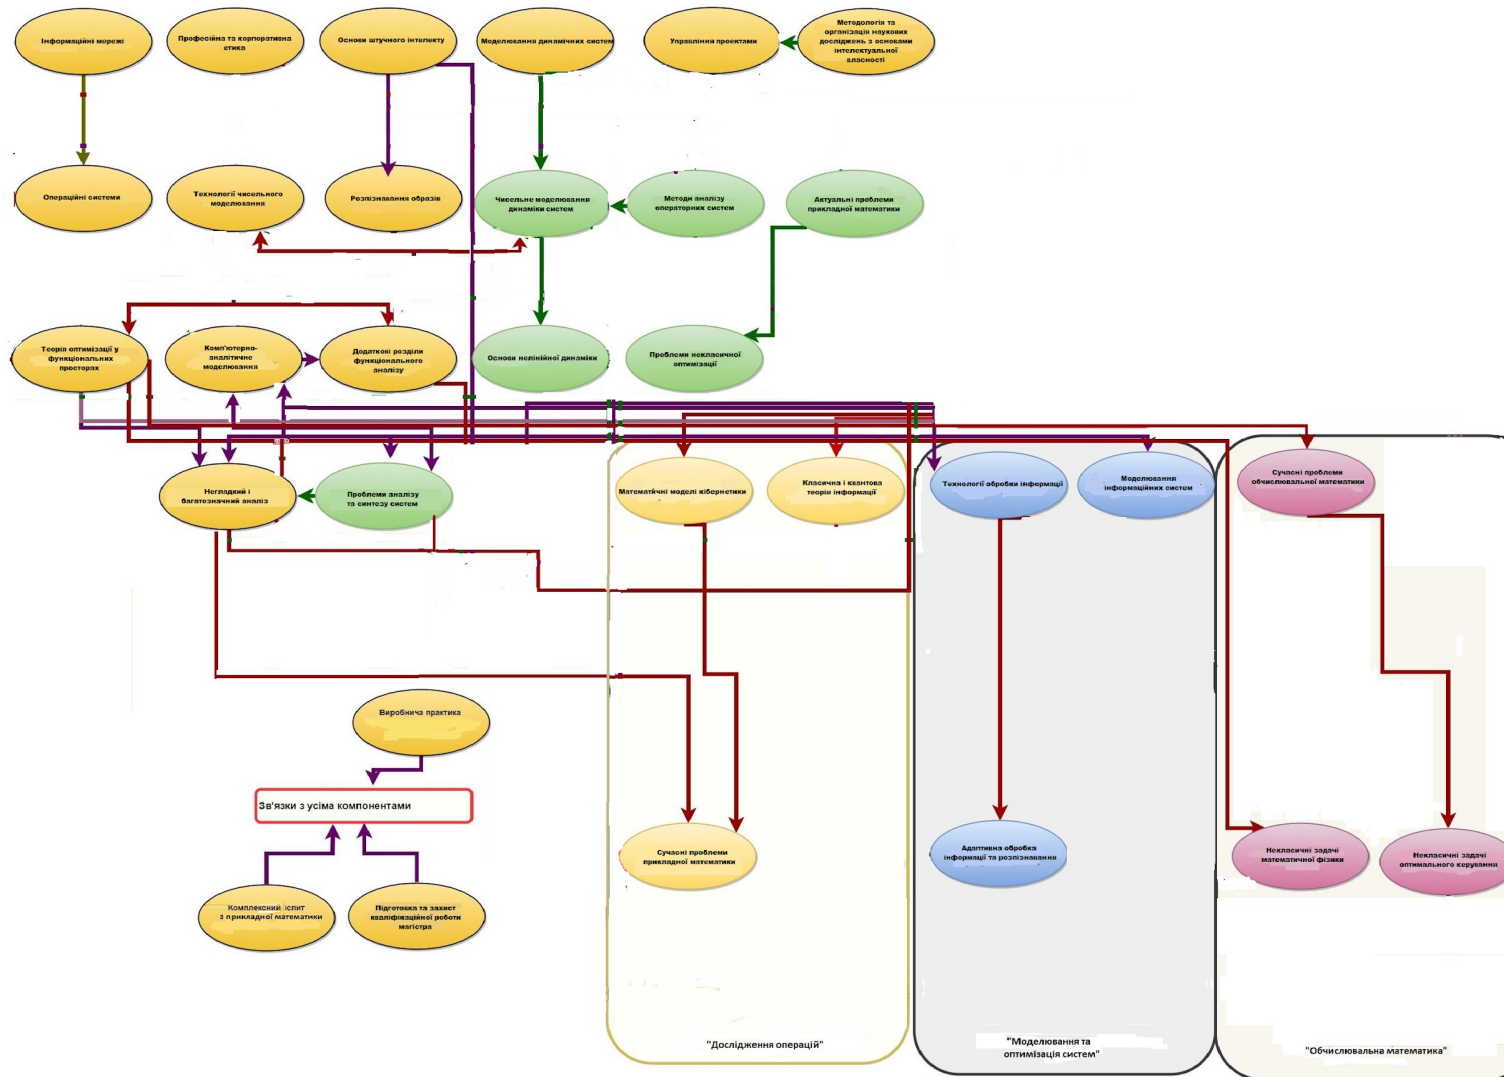 Інформаційні мережі
Професійна та корпоративна
етика
Основи штучного інтелекту
Моделювання динамічних систем
Управління проектами
Методологія та
організація наукових
досліджень з основами
інтелектуальної
власності
Операційні системи
Технології чисельного
моделювання
Розпізнавання образів
Чисельне моделювання
динаміки систем
Методи аналізу
операторних систем
Актуальні проблеми
прикладної математики
Теорія оптимізації у
функціональних
просторах
Комп'ютерно-
аналітичне
моделювання
Додаткові розділи
функціонального
аналізу
Основи нелінійної динаміки
Проблеми некласичної
оптимізації
Негладкий і
багатозначний аналіз
Проблеми аналізу
та синтезу систем
Математичні моделі кібернетики
Класична і квантова
теорія інформації
Технології обробки інформації
Моделювання
інформаційних систем
Сучасні проблеми
обчислювальної математики
Виробнича практика
Зв'язки з усіма компонентами
Комплексний іспит
з прикладної математики
Підготовка та захист
кваліфікаційної роботи
магістра
Сучасні проблеми
прикладної математики
Адаптивна обробка
інформації та розпізнавання
Некласичні задачі
математичної фізики
Некласичні задачі
оптимального керування
"Дослідження операцій"
"Моделювання та
оптимізація систем"
"Обчислювальна математика"